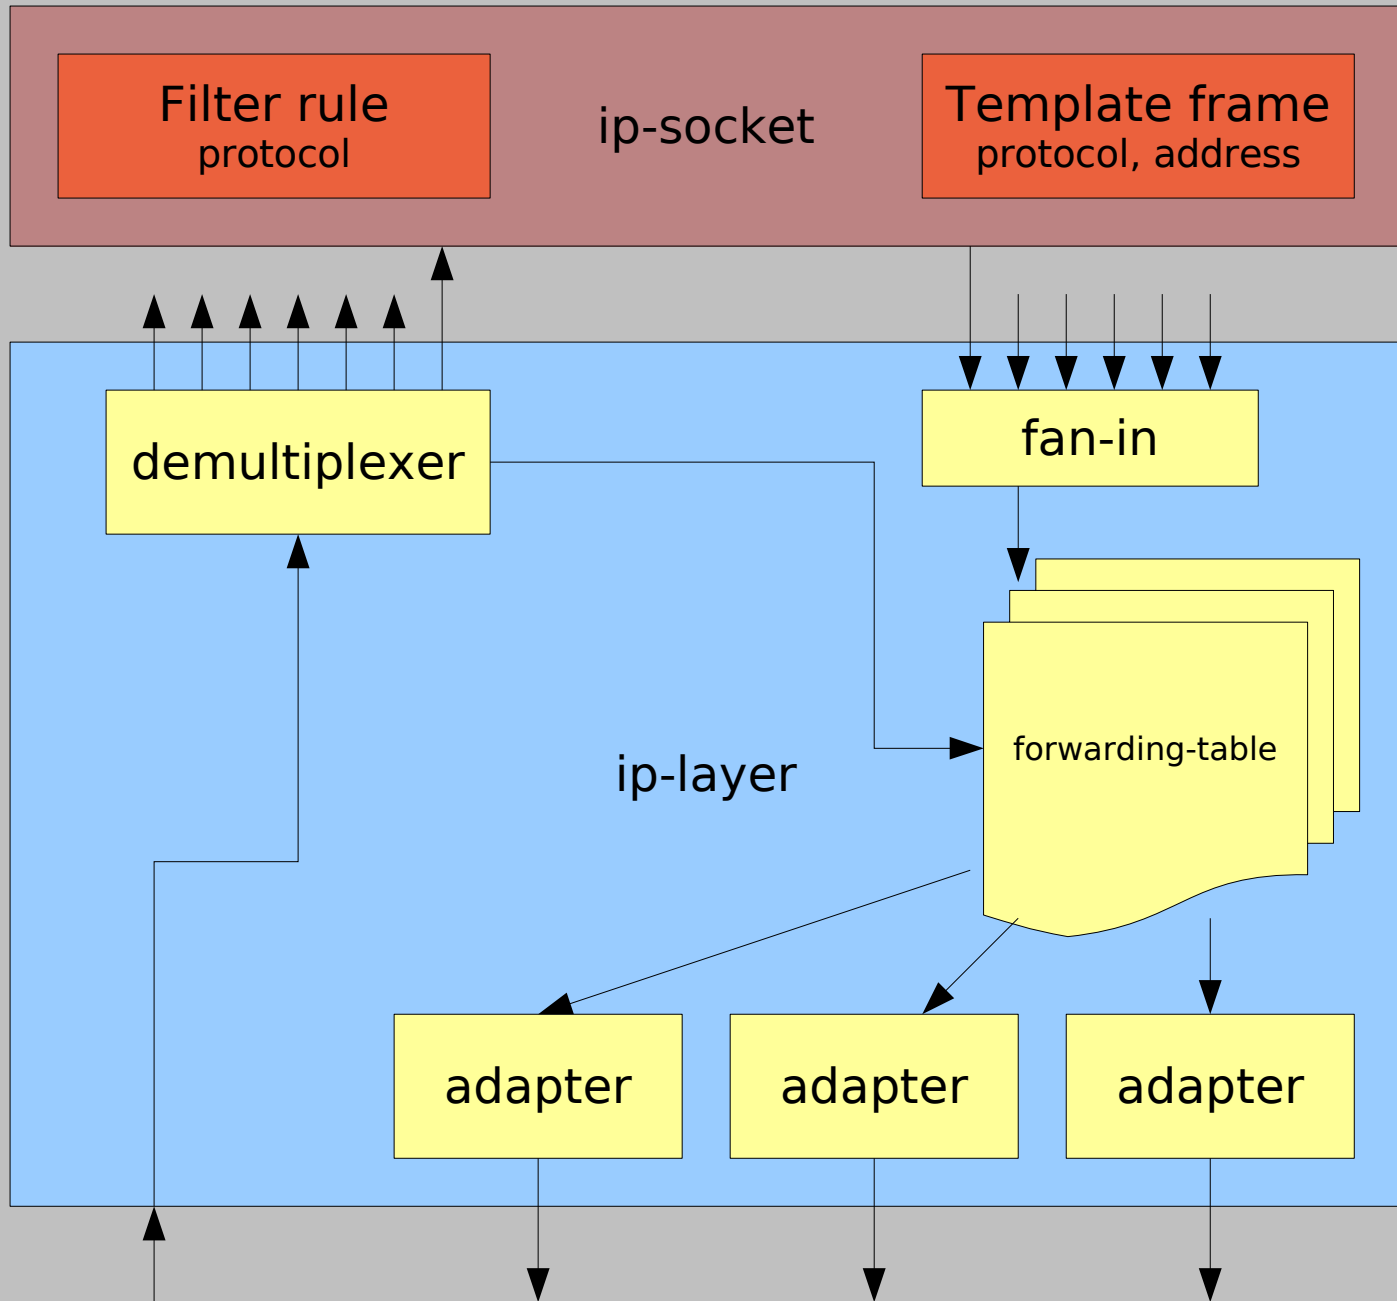 Filter rule
protocol
ip-socket
Template frame
protocol, address
demultiplexer
fan-in
forwarding-table
ip-layer
adapter
adapter
adapter